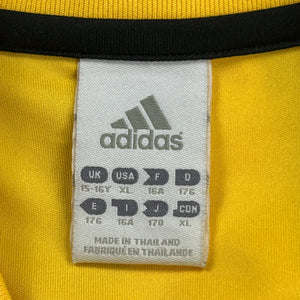 adidas
UK USA F D
15-16Y XL 16A 176
E I J CDN
176 16A 170 XL
MADE IN THAILAND
FABRIQUÉ EN THAÏLANDE